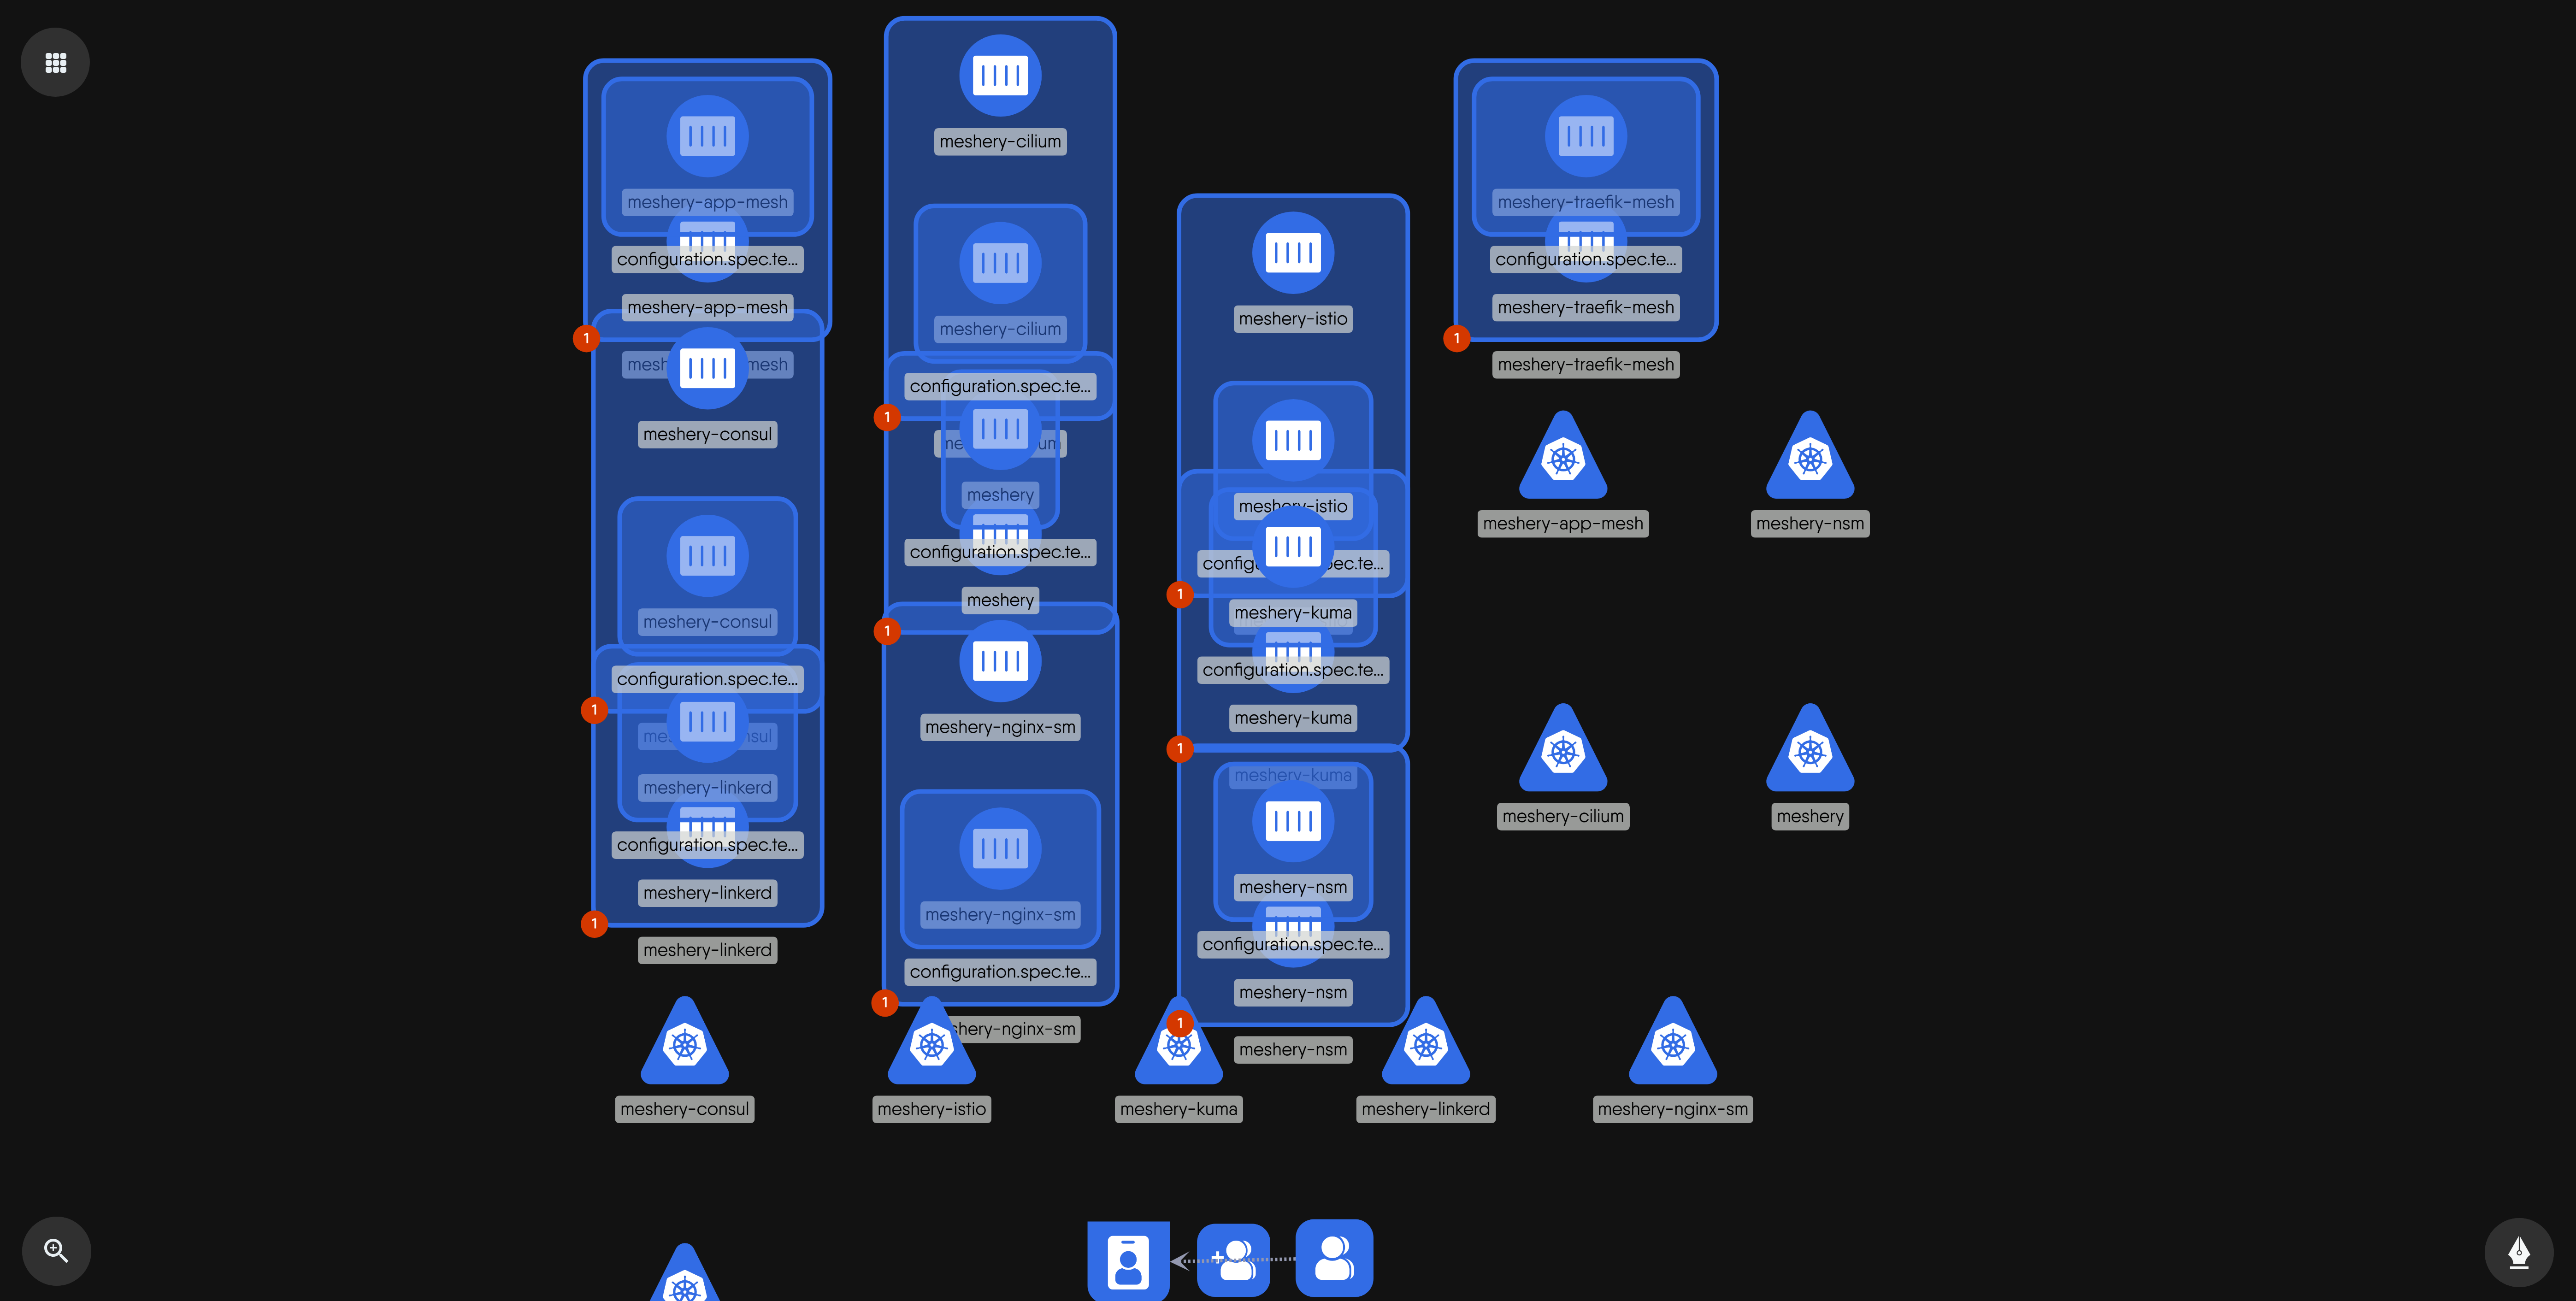 meshery-app-mesh
configuration.spec.te...
meshery-app-mesh
1
mesh
mesh
meshery-consul
meshery-consul
configuration.spec.te...
1
me
sul
meshery-linkerd
configuration.spec.te...
meshery-linkerd
1
meshery-linkerd
meshery-cilium
meshery-cilium
configuration.spec.te...
1
me
um
meshery
configuration.spec.te...
meshery
1
meshery-nginx-sm
meshery-nginx-sm
configuration.spec.te...
1
shery-nginx-sm
meshery-istio
meshery-istio
configu
pec.te...
1
meshery-kuma
configuration.spec.te...
meshery-kuma
1
meshery-kuma
meshery-nsm
configuration.spec.te...
meshery-nsm
1
meshery-nsm
meshery-traefik-mesh
configuration.spec.te...
meshery-traefik-mesh
1
meshery-traefik-mesh
meshery-app-mesh
meshery-nsm
meshery-cilium
meshery
meshery-consul
meshery-istio
meshery-kuma
meshery-linkerd
meshery-nginx-sm